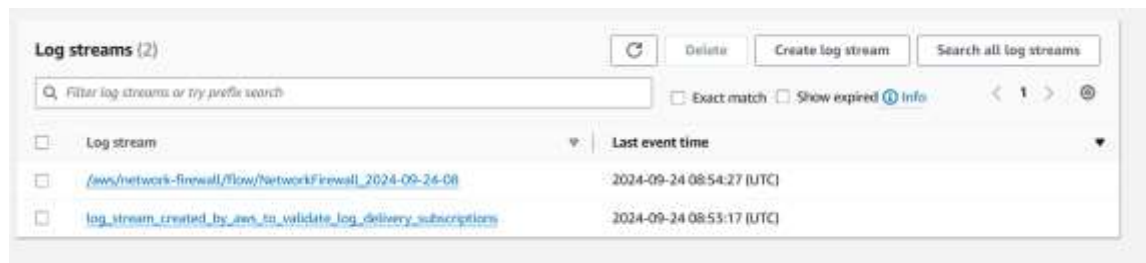 Log streams (2)
Delete Create log stream Search all log streams
Filter log streams or try prefix search
Exact match Show expired Info 1
Log stream Last event time
/aws/network-firewall/flow/NetworkFirewall_2024-09-24-08 2024-09-24 08:54:27 (UTC)
log_stream_created_by_aws_to_validate_log_delivery_subscriptions 2024-09-24 08:53:17 (UTC)